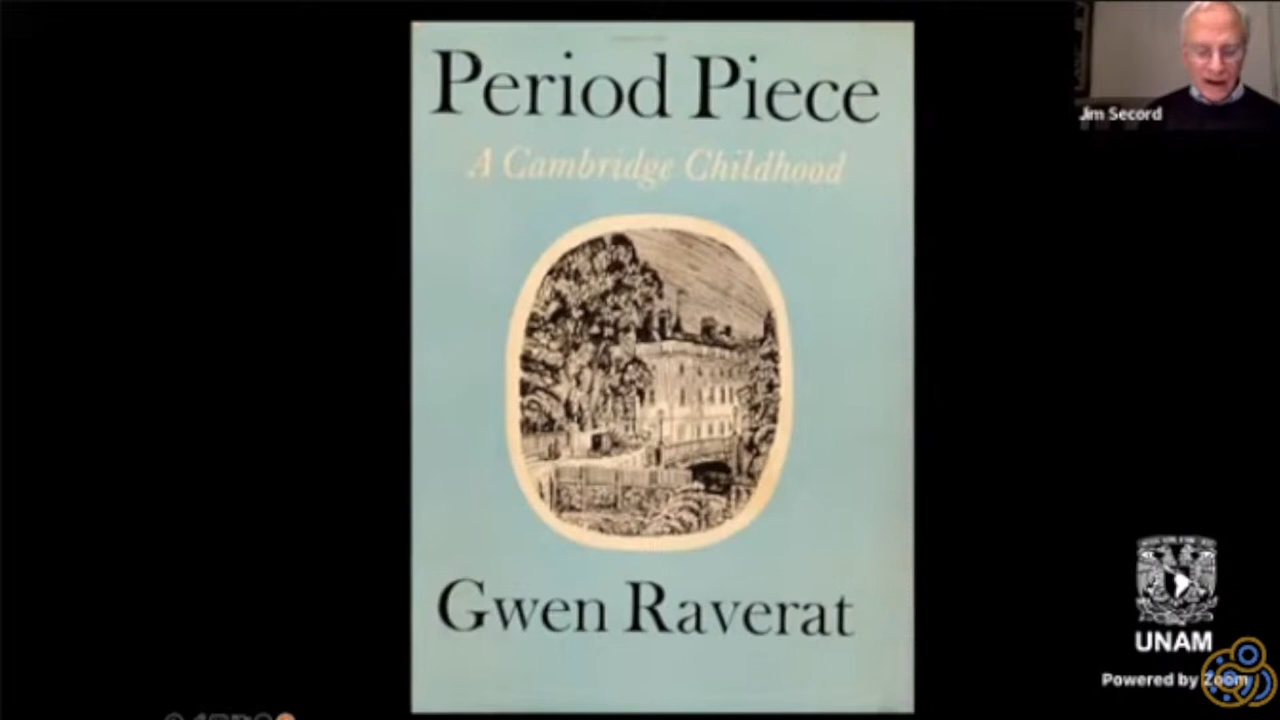 Period Piece
A Cambridge Childhood
Gwen Raverat
Jim Secord
UNAM
Powered by Zoom